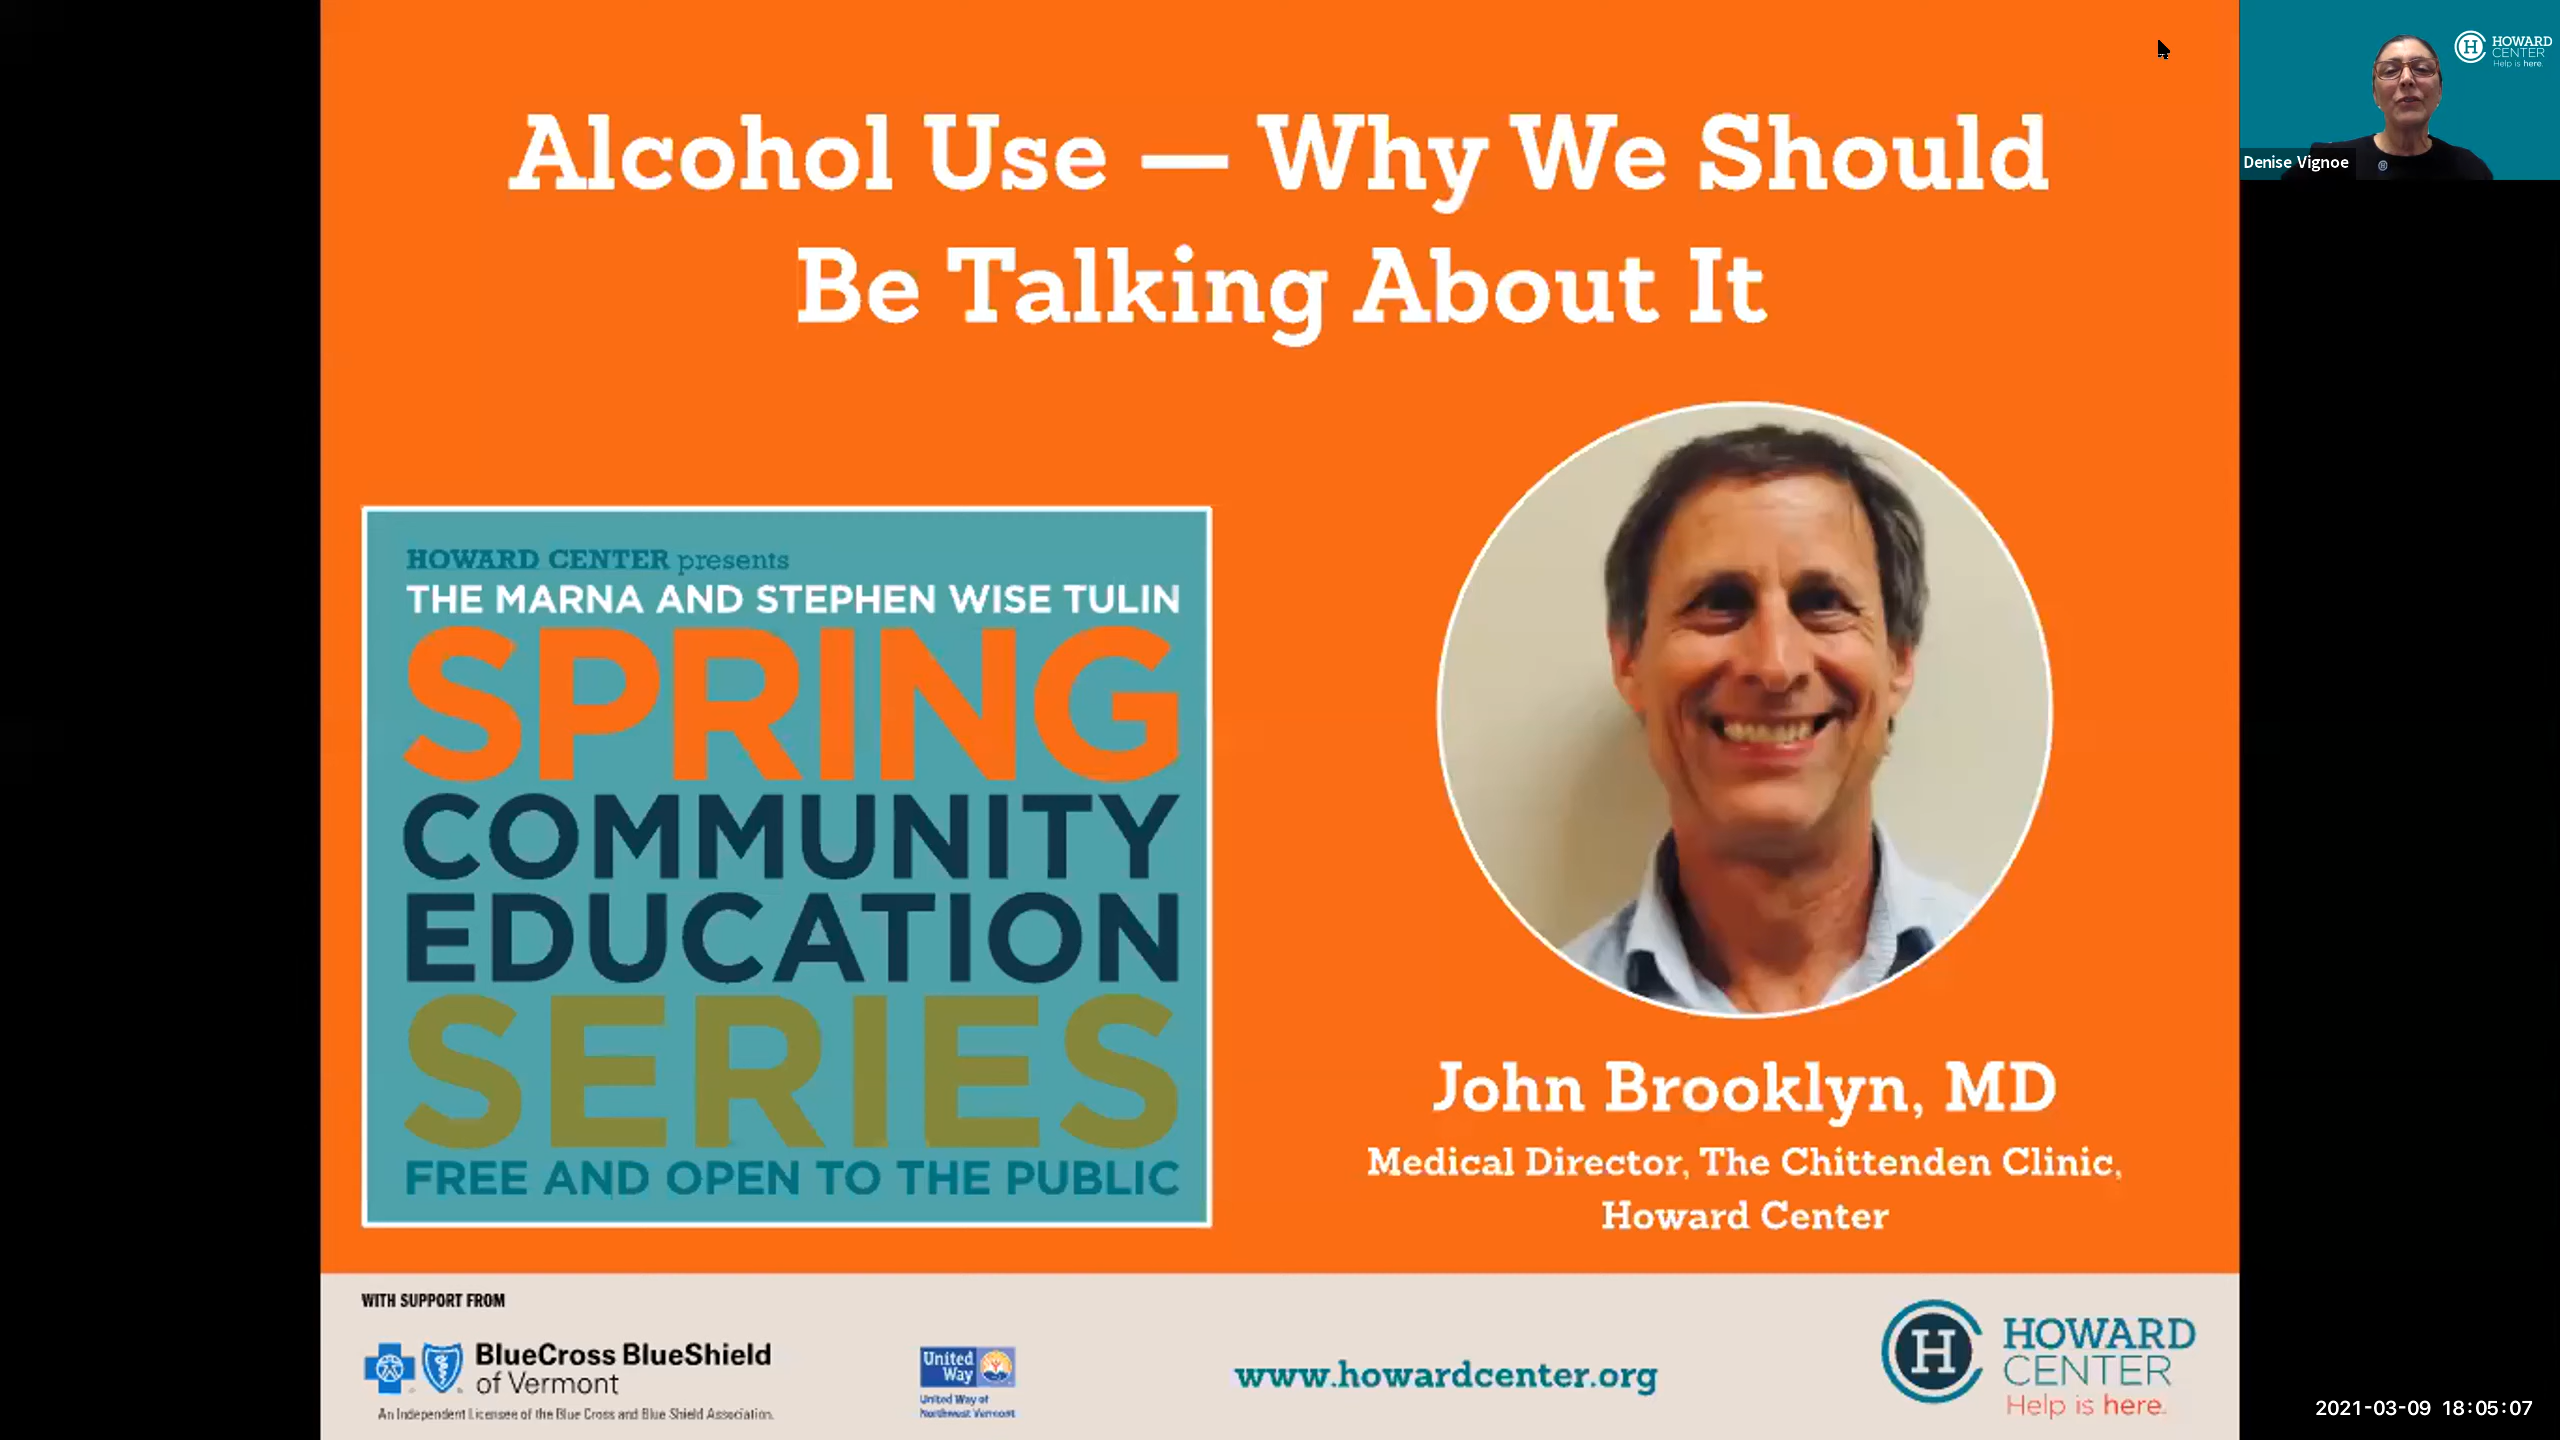 Alcohol Use — Why We Should
Be Talking About It
HOWARD CENTER presents
THE MARNA AND STEPHEN WISE TULIN
SPRING
COMMUNITY
EDUCATION
SERIES
FREE AND OPEN TO THE PUBLIC
John Brooklyn, MD
Medical Director, The Chittenden Clinic,
Howard Center
WITH SUPPORT FROM
BlueCross BlueShield
of Vermont
An Independent Licensee of the Blue Cross and Blue Shield Association.
United
Way
United Way of
Northwest Vermont
www.howardcenter.org
H
HOWARD
CENTER
Help is here.
H
HOWARD
CENTER
Help is here.
Denise Vignoe
2021-03-09 18:05:07